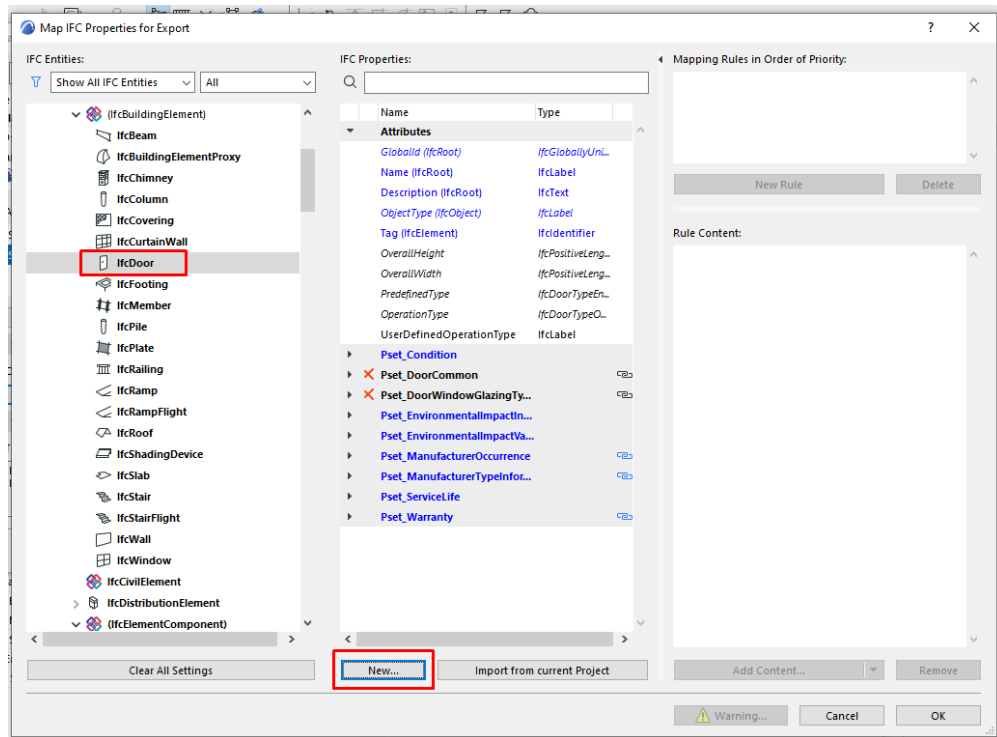 Map IFC Properties for Export
?
IFC Entities:
Show All IFC Entities
All
(IfcBuildingElement)
IfcBeam
IfcBuildingElementProxy
IfcChimney
IfcColumn
IfcCovering
IfcCurtainWall
IfcDoor
IfcFooting
IfcMember
IfcPile
IfcPlate
IfcRailing
IfcRamp
IfcRampFlight
IfcRoof
IfcShadingDevice
IfcSlab
IfcStair
IfcStairFlight
IfcWall
IfcWindow
IfcCivilElement
IfcDistributionElement
(IfcElementComponent)
Clear All Settings
IFC Properties:
Name Type
Attributes
GlobalId (IfcRoot) IfcGloballyUni...
Name (IfcRoot) IfcLabel
Description (IfcRoot) IfcText
ObjectType (IfcObject) IfcLabel
Tag (IfcElement) IfcIdentifier
OverallHeight IfcPositiveLeng...
OverallWidth IfcPositiveLeng...
PredefinedType IfcDoorTypeEn...
OperationType IfcDoorTypeO...
UserDefinedOperationType IfcLabel
Pset_Condition
Pset_DoorCommon
Pset_DoorWindowGlazingTy...
Pset_EnvironmentalImpactIn...
Pset_EnvironmentalImpactVa...
Pset_ManufacturerOccurrence
Pset_ManufacturerTypeInfor...
Pset_ServiceLife
Pset_Warranty
New... Import from current Project
Mapping Rules in Order of Priority:
New Rule Delete
Rule Content:
Add Content... Remove
Warning... Cancel OK